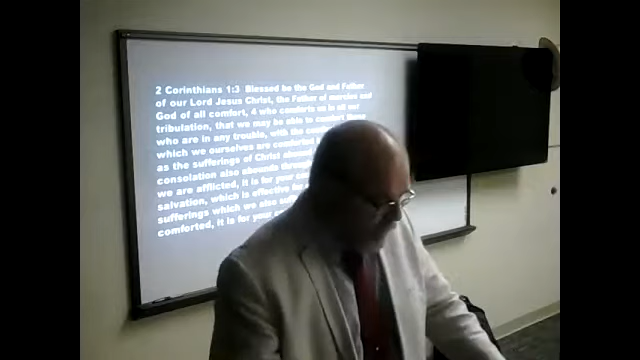 2 Corinthians 1:3 Blessed be the God and Father
of our Lord Jesus Christ, the Father of mercies and
God of all comfort, 4 who comforts us in all our
tribulation, that we may be able to comfort those
who are in any trouble, with the
which we ourselves are comforted
as the sufferings of Christ
consolation also abounds through
we are afflicted, it is for your
salvation, which is effective for
sufferings which we also
comforted, it is for your